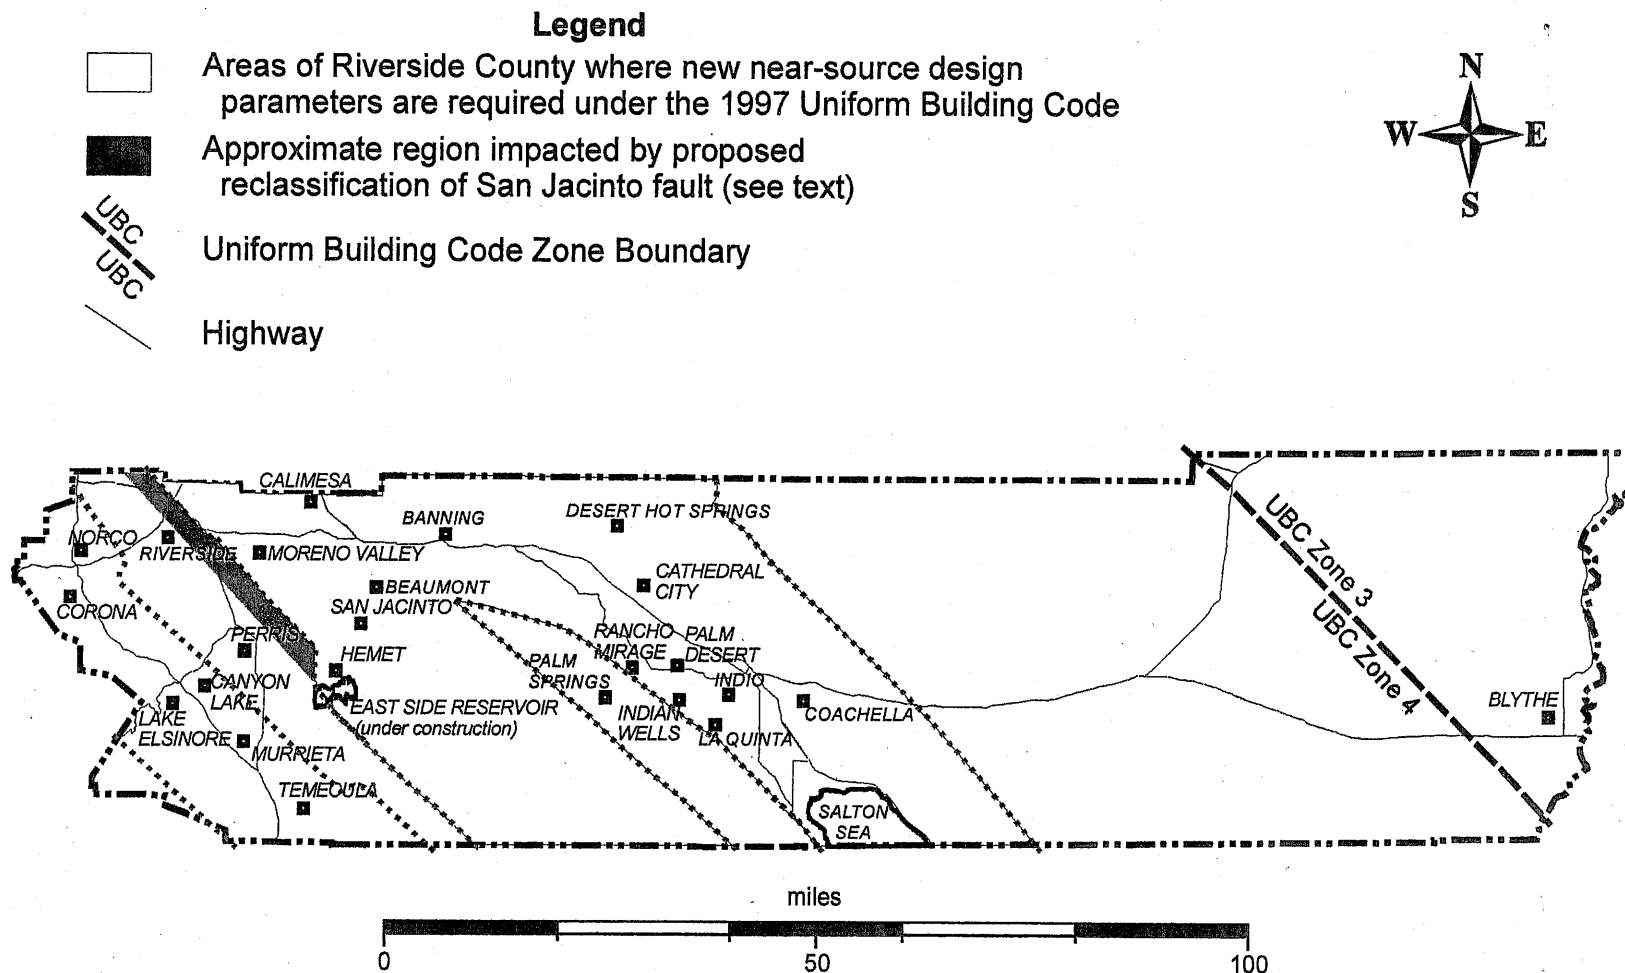 Legend
Areas of Riverside County where new near-source design
parameters are required under the 1997 Uniform Building Code
Approximate region impacted by proposed
reclassification of San Jacinto fault (see text)
UBC
UBC
Uniform Building Code Zone Boundary
Highway
N
W E
S
CALIMESA
BANNING
DESERT HOT SPRINGS
NORCO
RIVERSIDE
MORENO VALLEY
BEAUMONT
CATHEDRAL
CITY
CORONA
SAN JACINTO
PERRIS
HEMET
RANCHO
MIRAGE
PALM
DESERT
PALM
SPRINGS
CANYON
LAKE
INDIO
LAKE
ELSINORE
EAST SIDE RESERVOIR
(under construction)
INDIAN
WELLS
COACHELLA
LA QUINTA
MURRIETA
TEMECULA
SALTON
SEA
UBC Zone 3
UBC Zone 4
BLYTHE
miles
0 50 100